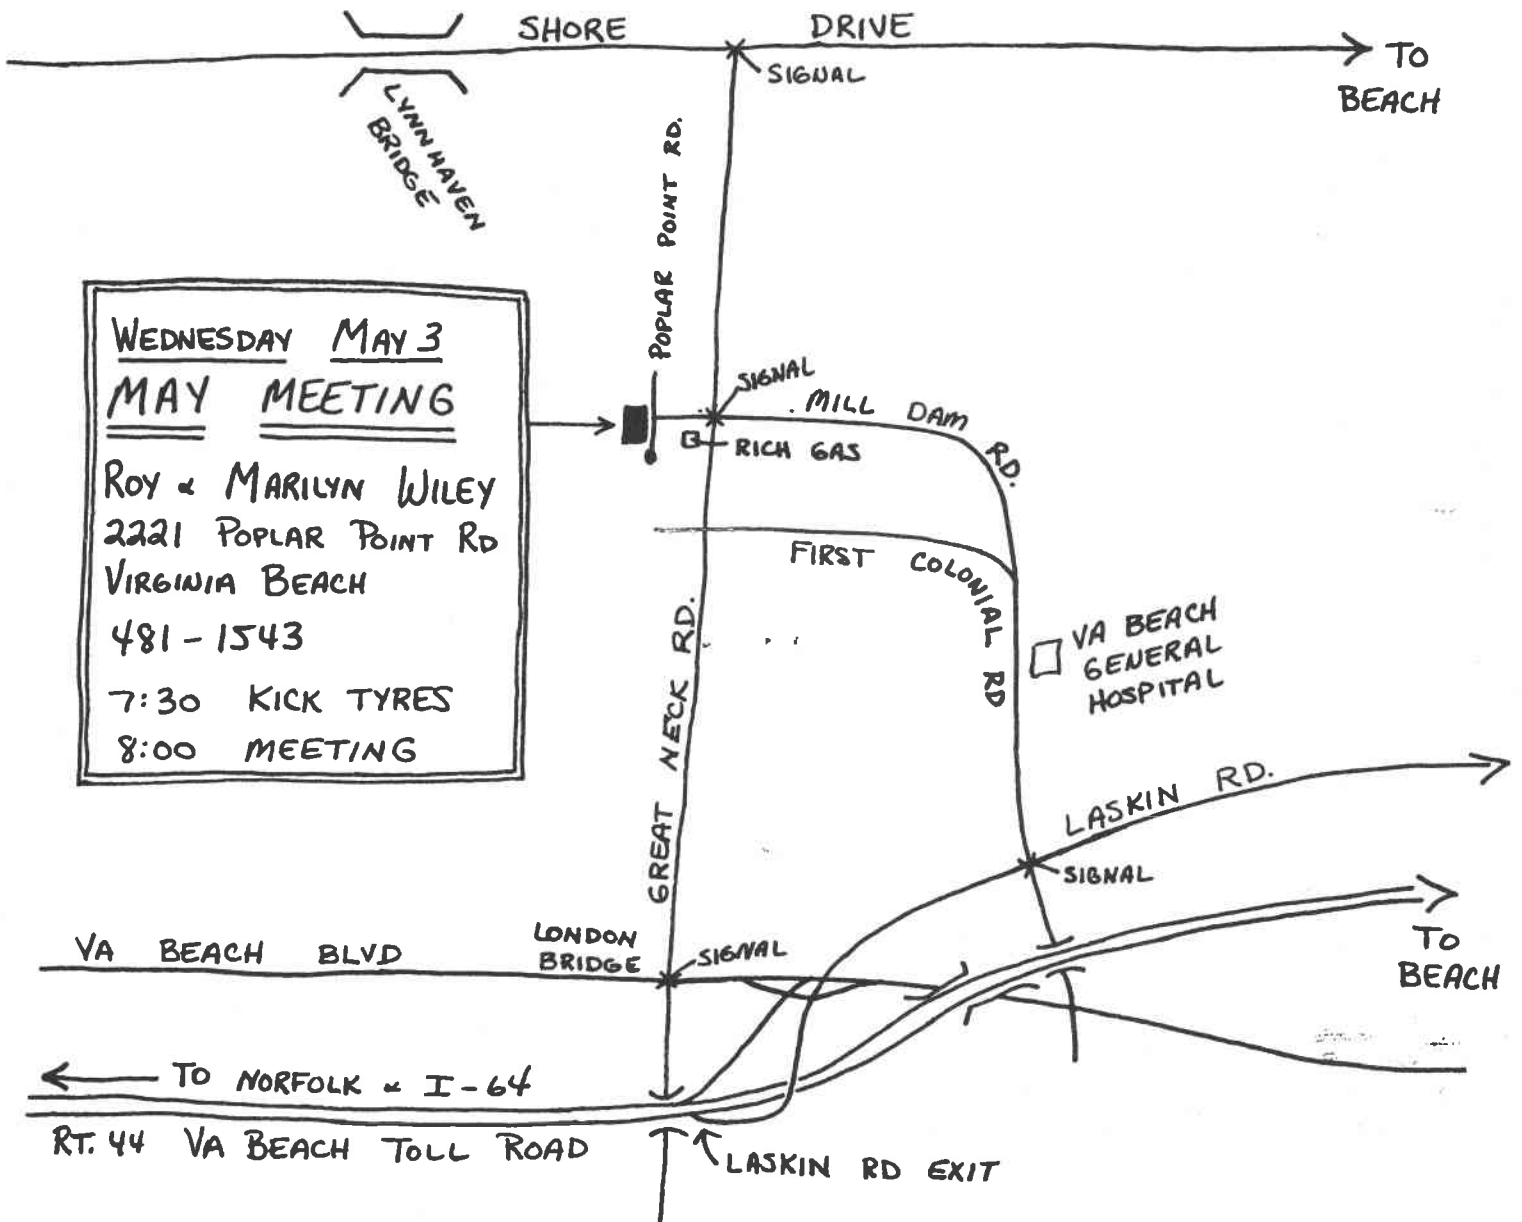 SHORE DRIVE
TO
BEACH
SIGNAL
LYNNHAVEN
BRIDGE
POPLAR POINT RD.
WEDNESDAY MAY 3
MAY MEETING
ROY & MARILYN WILEY
2221 POPLAR POINT RD
VIRGINIA BEACH
481-1543
7:30 KICK TYRES
8:00 MEETING
SIGNAL
MILL DAM RD.
RICH GAS
FIRST COLONIAL RD
VA BEACH
GENERAL
HOSPITAL
GREAT NECK RD.
LASKIN RD.
SIGNAL
VA BEACH BLVD
LONDON
BRIDGE
SIGNAL
TO
BEACH
TO NORFOLK & I-64
RT. 44 VA BEACH TOLL ROAD
LASKIN RD EXIT